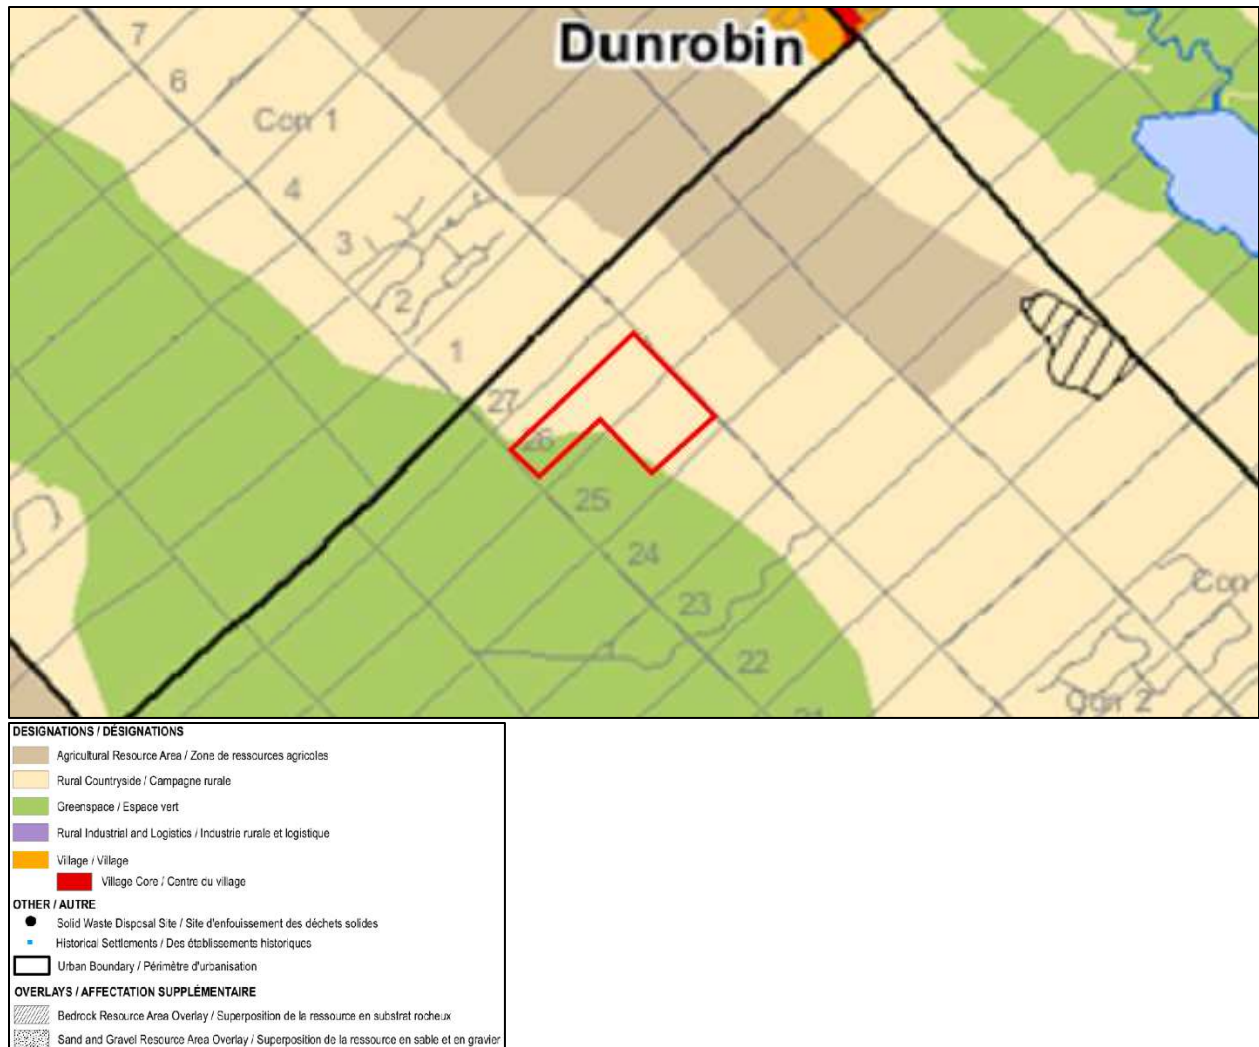 Dunrobin
7
6
Con 1
4
3
2
1
27
26
25
24
23
22
21
Con
Con 2
DESIGNATIONS / DÉSIGNATIONS
Agricultural Resource Area / Zone de ressources agricoles
Rural Countryside / Campagne rurale
Greenspace / Espace vert
Rural Industrial and Logistics / Industrie rurale et logistique
Village / Village
Village Core / Centre du village
OTHER / AUTRE
Solid Waste Disposal Site / Site d'enfouissement des déchets solides
Historical Settlements / Des établissements historiques
Urban Boundary / Périmètre d'urbanisation
OVERLAYS / AFFECTATION SUPPLÉMENTAIRE
Bedrock Resource Area Overlay / Superposition de la ressource en substrat rocheux
Sand and Gravel Resource Area Overlay / Superposition de la ressource en sable et en gravier